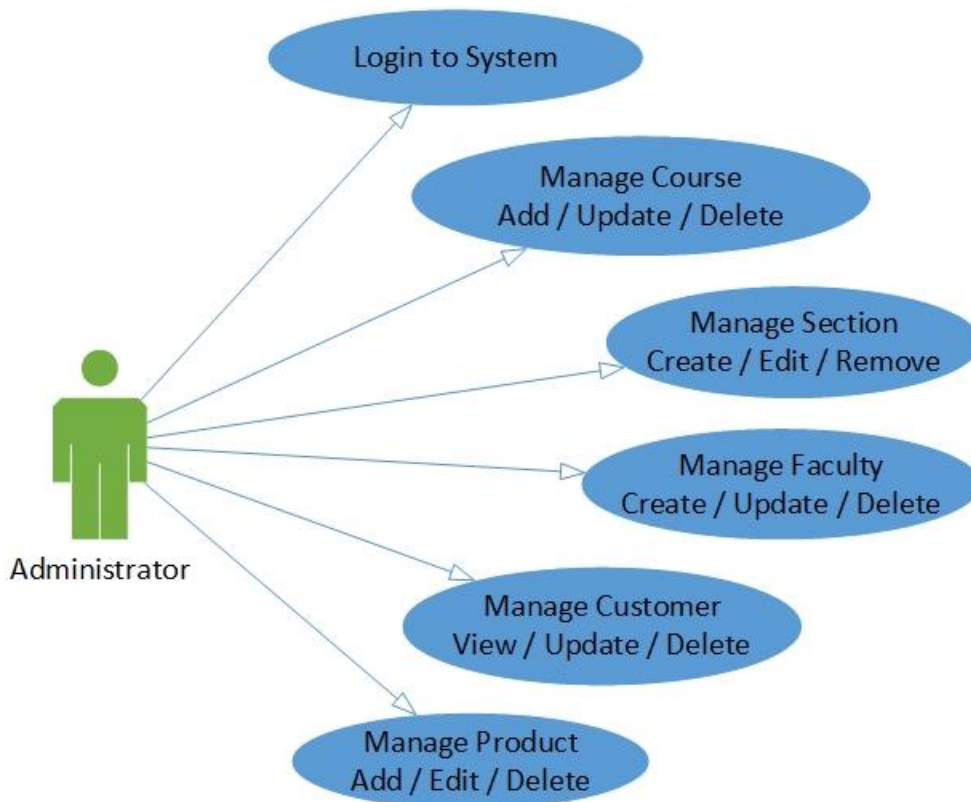 Login to System
Manage Course
Add / Update / Delete
Manage Section
Create / Edit / Remove
Manage Faculty
Create / Update / Delete
Administrator
Manage Customer
View / Update / Delete
Manage Product
Add / Edit / Delete